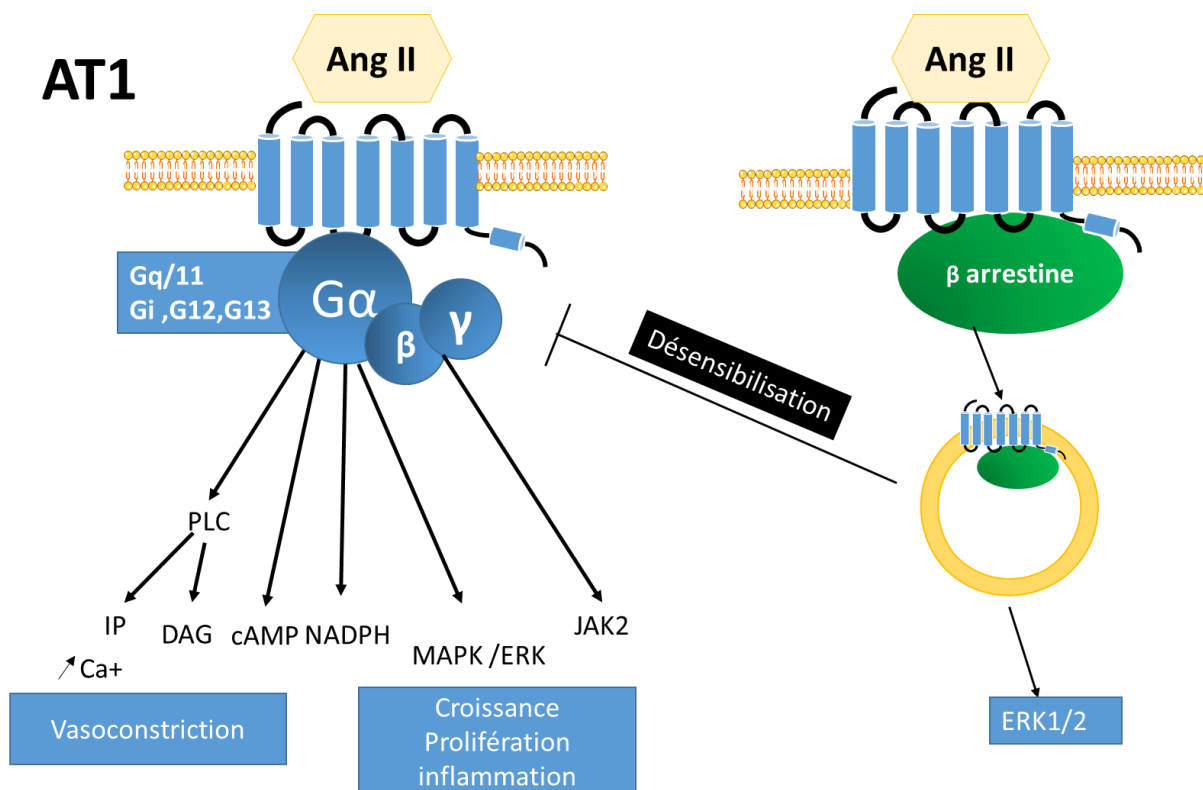 AT1
Ang II
Ang II
Gq/11
Gi ,G12,G13
Gα
β
γ
β arrestine
Désensibilisation
PLC
IP
DAG
cAMP
NADPH
MAPK /ERK
JAK2
↗Ca+
Vasoconstriction
Croissance
Prolifération
inflammation
ERK1/2